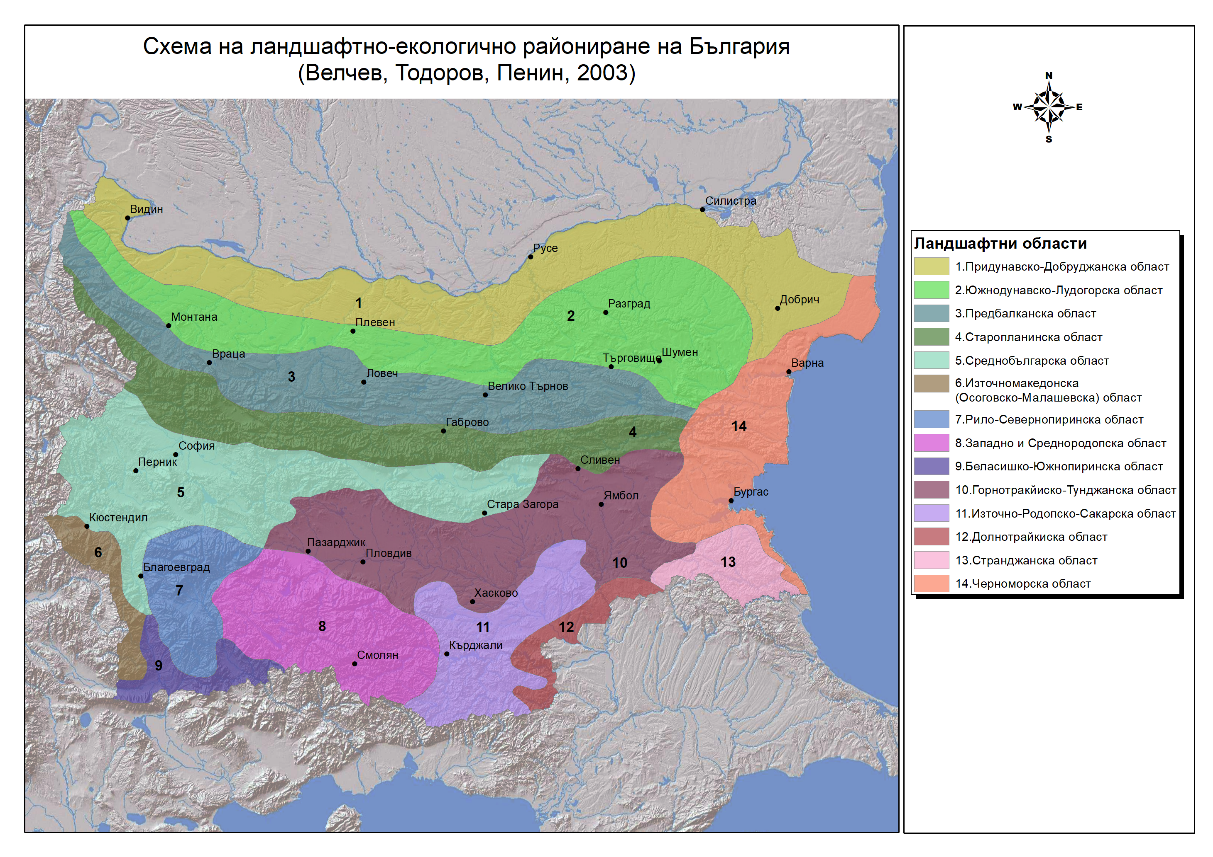 Схема на ландшафтно-екологично райониране на България
(Велчев, Тодоров, Пенин, 2003)
N
W
E
S
Видин
Силистра
Русе
1
Плевен
2
Разград
Добрич
Монтана
Враца
Търговище
Шумен
Варна
3
Ловеч
Велико Търнов
Габрово
4
14
София
Перник
Сливен
5
Стара Загора
Ямбол
Бургас
Кюстендил
6
Пазарджик
Пловдив
10
13
Благоевград
7
Хасково
8
11
12
Кърджали
9
Смолян
Ландшафтни области
1.Придунавско-Добруджанска област
2.Южнодунавско-Лудогорска област
3.Предбалканска област
4.Старопланинска област
5.Среднобългарска област
6.Източномакедонска
(Осоговско-Малашевска) област
7.Рило-Севернопиринска област
8.Западно и Среднородопска област
9.Беласишко-Южнопиринска област
10.Горнотракйиско-Тунджанска област
11.Източно-Родопско-Сакарска област
12.Долнотрайкиска област
13.Странджанска област
14.Черноморска област